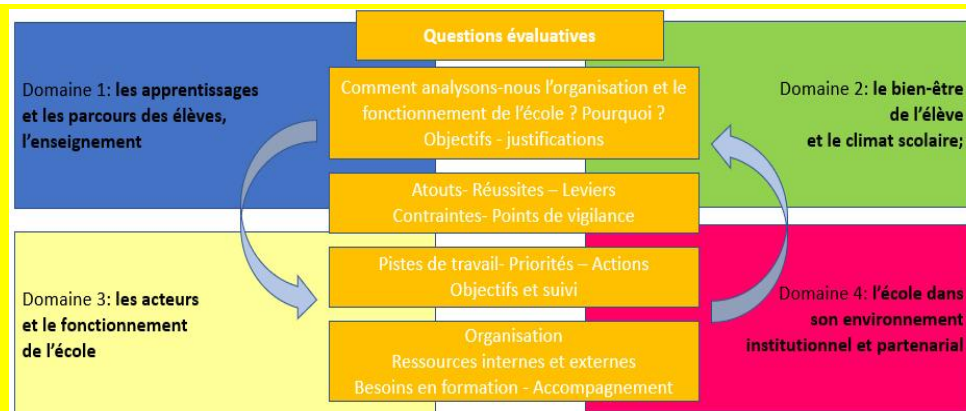 Questions évaluatives
Domaine 1: les apprentissages
et les parcours des élèves,
l'enseignement
Comment analysons-nous l'organisation et le
fonctionnement de l'école ? Pourquoi ?
Objectifs - justifications
Domaine 2: le bien-être
de l'élève
et le climat scolaire;
Atouts- Réussites – Leviers
Contraintes- Points de vigilance
Domaine 3: les acteurs
et le fonctionnement
de l'école
Pistes de travail- Priorités – Actions
Objectifs et suivi
Organisation
Ressources internes et externes
Besoins en formation - Accompagnement
Domaine 4: l'école dans
son environnement
institutionnel et partenarial